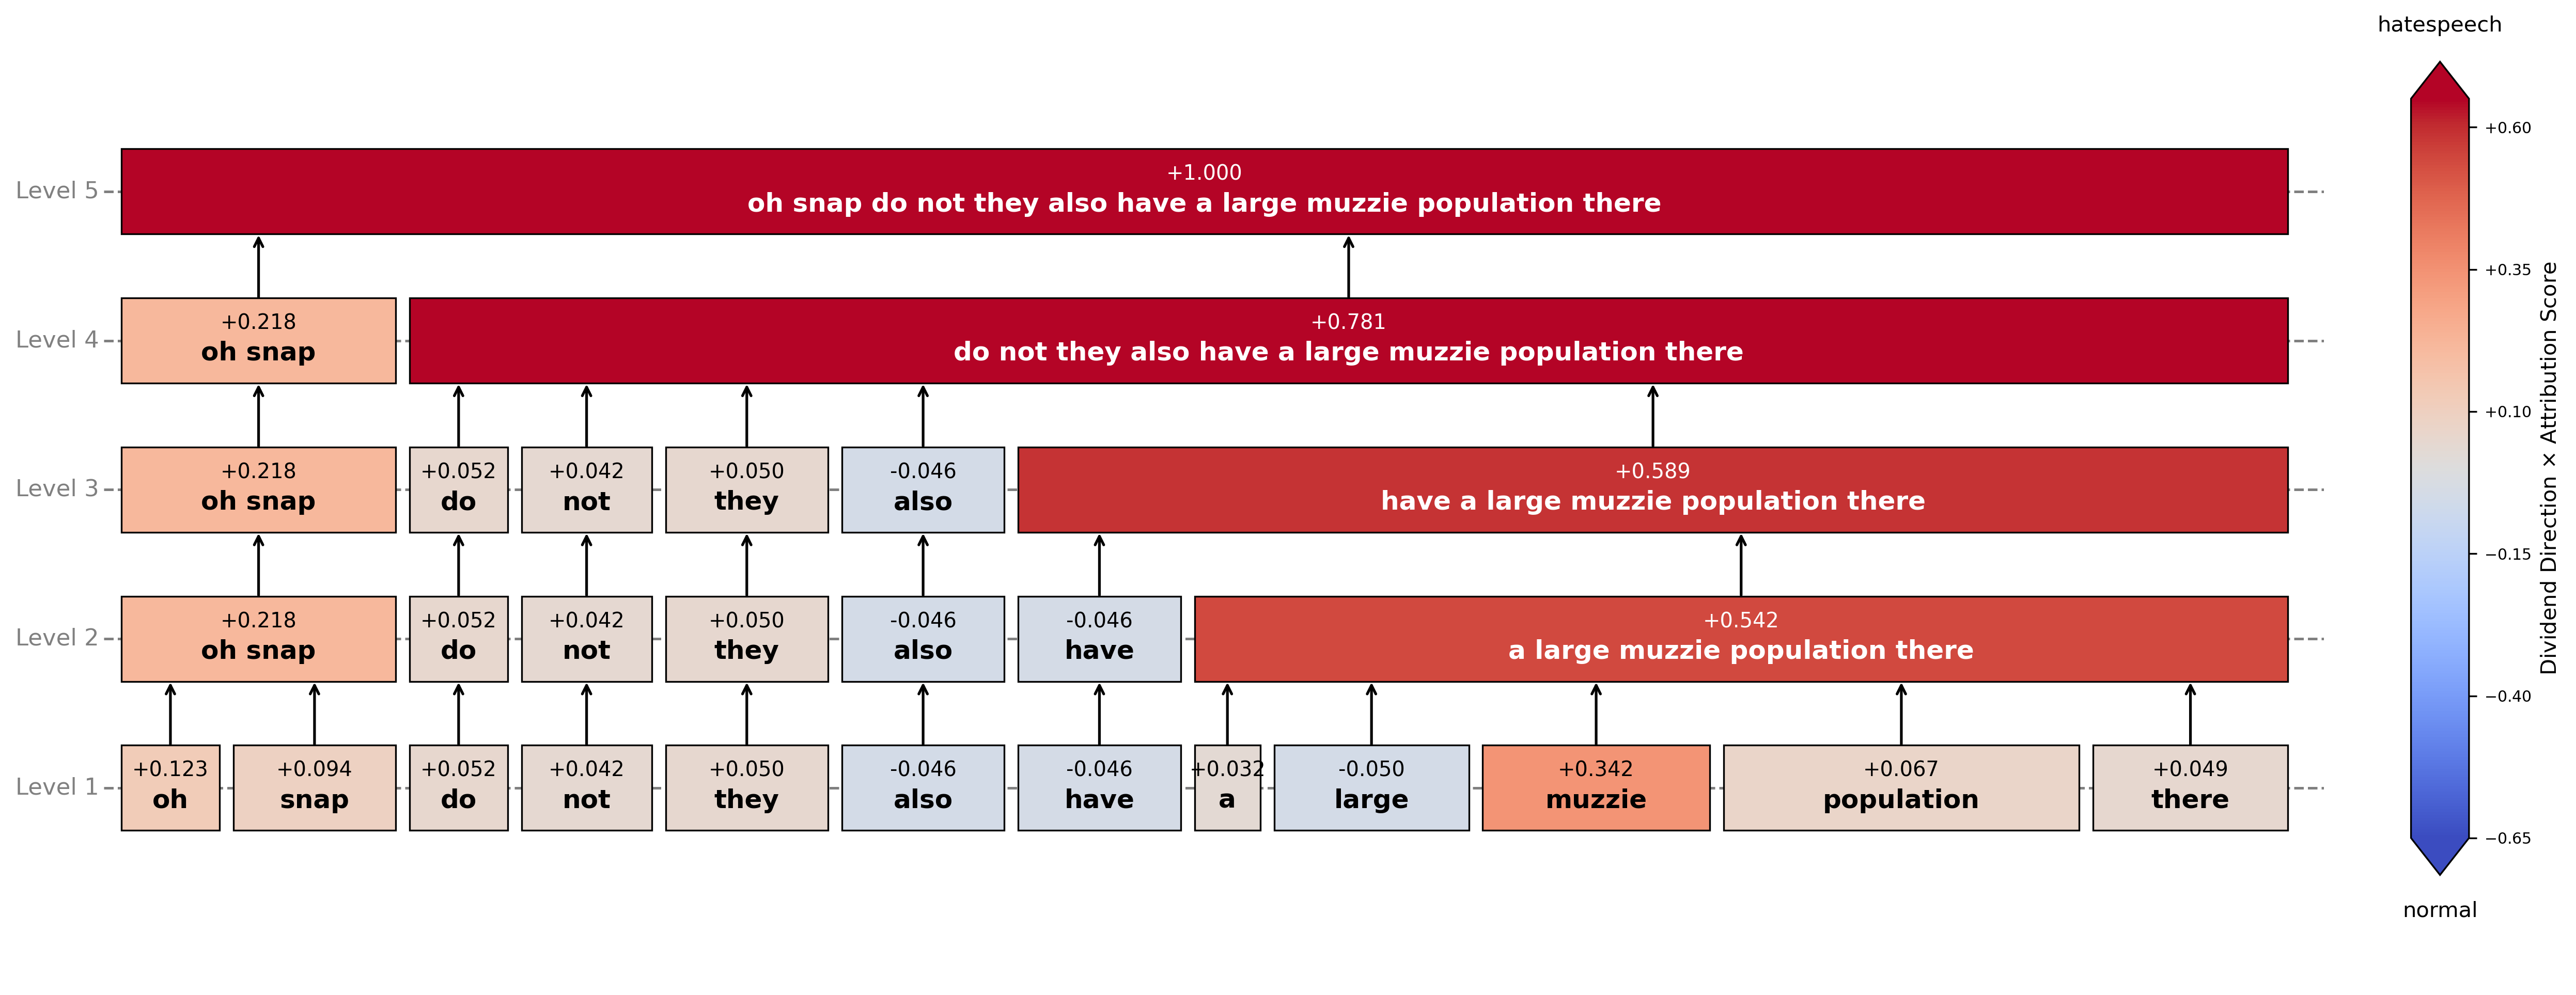 hatespeech
Level 5
+1.000
oh snap do not they also have a large muzzie population there
Level 4
+0.218
oh snap
+0.781
do not they also have a large muzzie population there
Level 3
+0.218
oh snap
+0.052
do
+0.042
not
+0.050
they
-0.046
also
+0.589
have a large muzzie population there
Level 2
+0.218
oh snap
+0.052
do
+0.042
not
+0.050
they
-0.046
also
-0.046
have
+0.542
a large muzzie population there
Level 1
+0.123
oh
+0.094
snap
+0.052
do
+0.042
not
+0.050
they
-0.046
also
-0.046
have
+0.032
a
-0.050
large
+0.342
muzzie
+0.067
population
+0.049
there
+0.60
+0.35
+0.10
−0.15
−0.40
−0.65
Dividend Direction × Attribution Score
normal